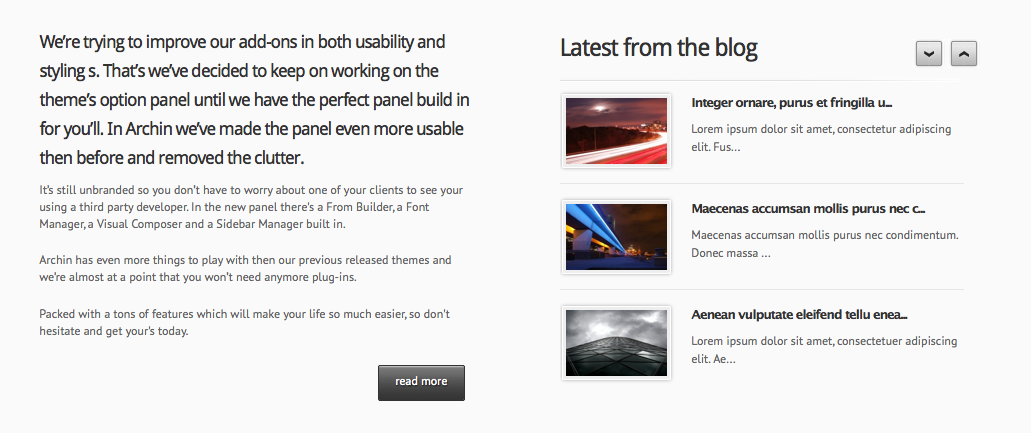 We're trying to improve our add-ons in both usability and
styling s. That's we've decided to keep on working on the
theme's option panel until we have the perfect panel build in
for you'll. In Archin we've made the panel even more usable
then before and removed the clutter.
It's still unbranded so you don't have to worry about one of your clients to see your
using a third party developer. In the new panel there's a From Builder, a Font
Manager, a Visual Composer and a Sidebar Manager built in.
Archin has even more things to play with then our previous released themes and
we're almost at a point that you won't need anymore plug-ins.
Packed with a tons of features which will make your life so much easier, so don't
hesitate and get your's today.
read more
Latest from the blog
Integer ornare, purus et fringilla u...
Lorem ipsum dolor sit amet, consectetur adipiscing
elit. Fus...
Maecenas accumsan mollis purus nec c...
Maecenas accumsan mollis purus nec condimentum.
Donec massa ...
Aenean vulputate eleifend tellu enea...
Lorem ipsum dolor sit amet, consectetuer adipiscing
elit. Ae...